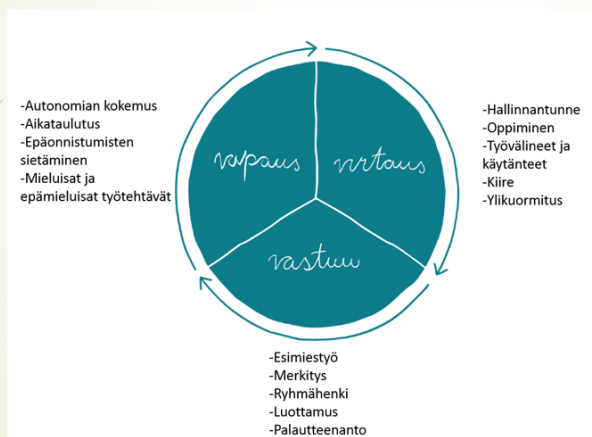 -Autonomian kokemus
-Aikataulutus
-Epäonnistumisten
sietäminen
-Mieluisat ja
epämieluisat työtehtävät
vapaus
virtaus
-Hallinnantunne
-Oppiminen
-Työvälineet ja
käytänteet
-Kiire
-Ylikuormitus
vastuu
-Esimiestyö
-Merkitys
-Ryhmähenki
-Luottamus
-Palautteenanto